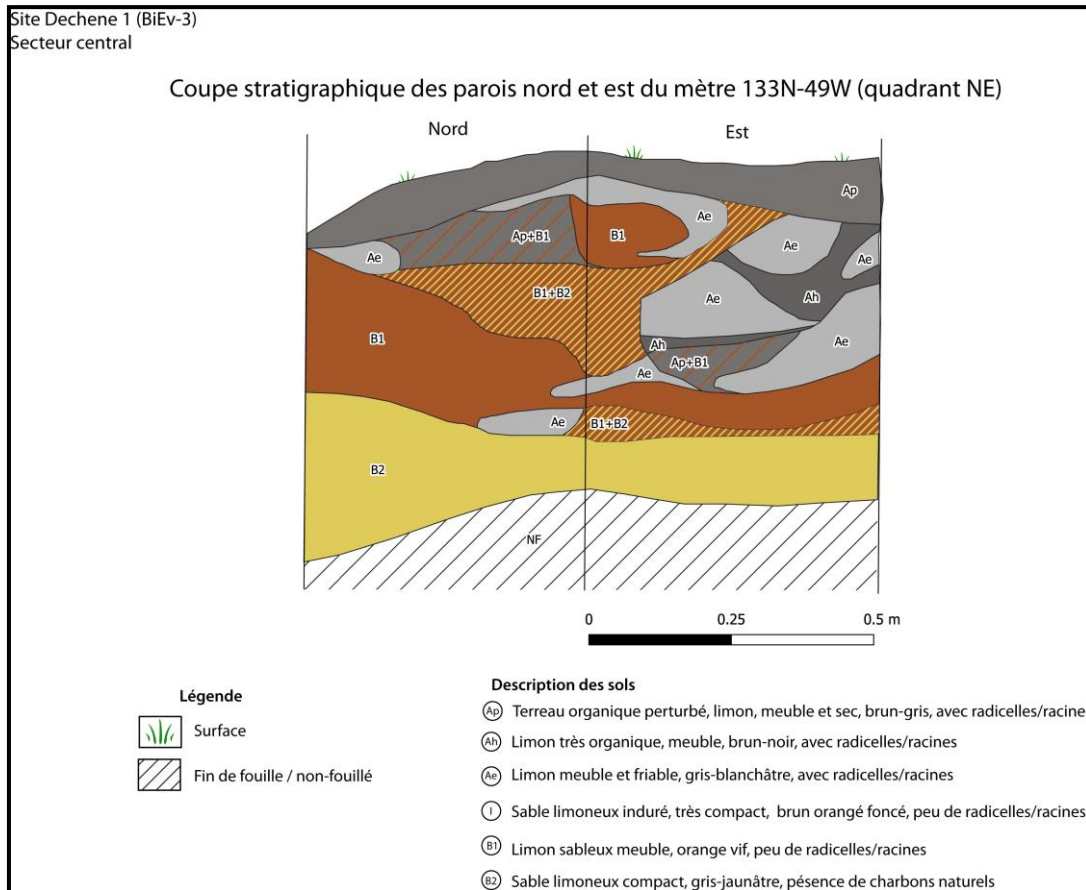 Site Dechene 1 (BiEv-3)
Secteur central
Coupe stratigraphique des parois nord et est du mètre 133N-49W (quadrant NE)
Nord
Est
Ap
Ae
Ap+B1
B1
Ae
Ae
Ae
B1+B2
Ae
Ah
B1
Ah
Ae
Ap+B1
Ae
Ae
B1+B2
B2
NF
0
0.25
0.5 m
Légende
Surface
Fin de fouille / non-fouillé
Description des sols
Ap Terreau organique perturbé, limon, meuble et sec, brun-gris, avec radicelles/racine
Ah Limon très organique, meuble, brun-noir, avec radicelles/racines
Ae Limon meuble et friable, gris-blanchâtre, avec radicelles/racines
I Sable limoneux induré, très compact, brun orangé foncé, peu de radicelles/racines
B1 Limon sableux meuble, orange vif, peu de radicelles/racines
B2 Sable limoneux compact, gris-jaunâtre, pésence de charbons naturels